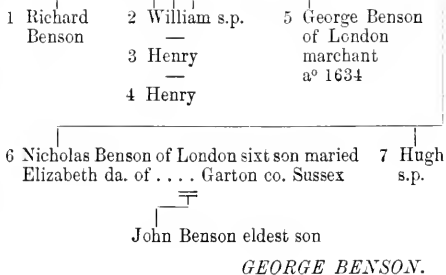 1 Richard 2 William s.p. 5 George Benson
Benson — of London
3 Henry marchant
— aº 1634
4 Henry
6 Nicholas Benson of London sixt son maried 7 Hugh
Elizabeth da. of . . . . Garton co. Sussex s.p.
John Benson eldest son
GEORGE BENSON.